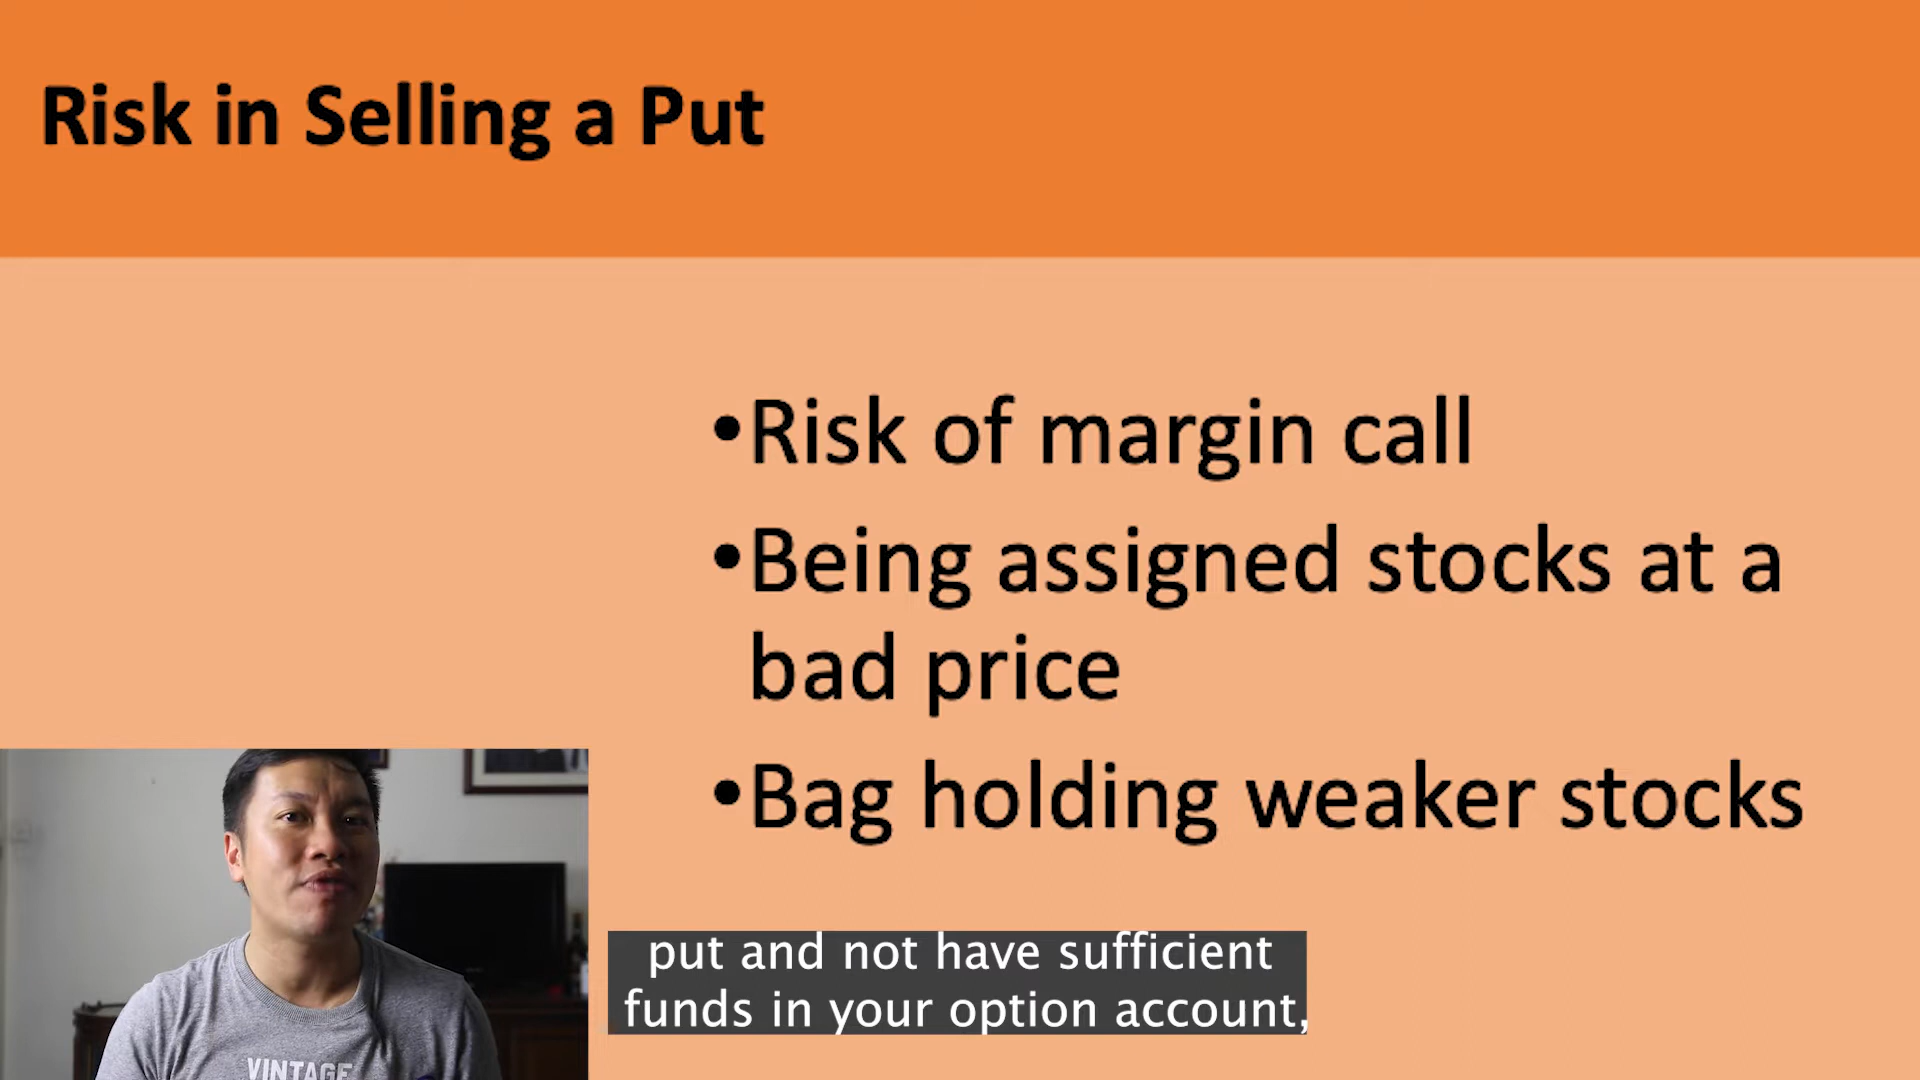 Risk in Selling a Put
•Risk of margin call
•Being assigned stocks at a
bad price
•Bag holding weaker stocks
put and not have sufficient
funds in your option account,
VINTAGE